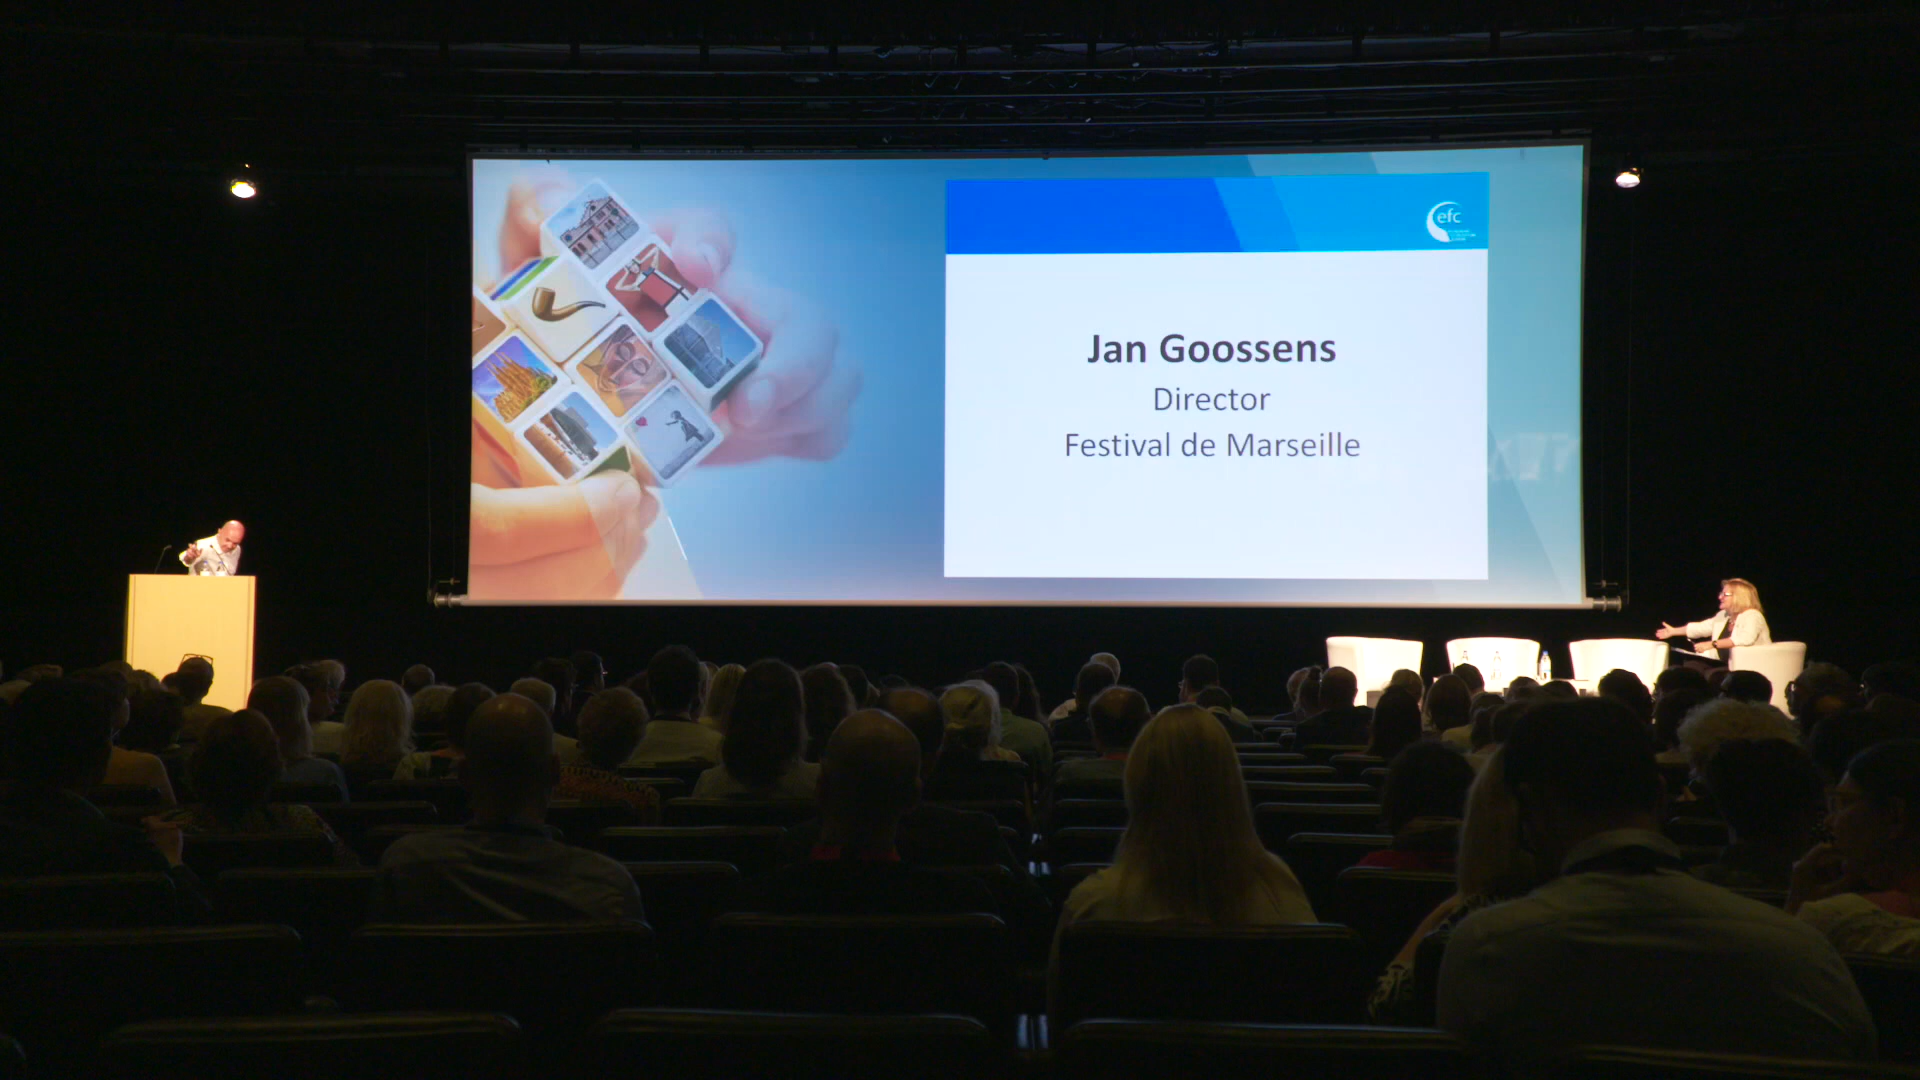 efc
Jan Goossens
Director
Festival de Marseille